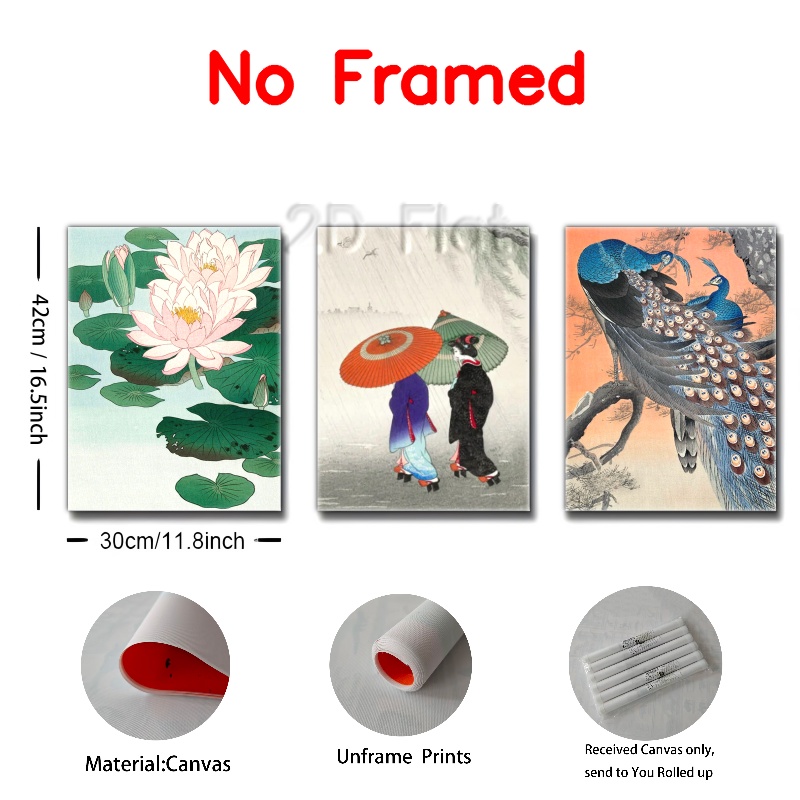 No Framed
2D Flat
42cm / 16.5inch
30cm/11.8inch
Material:Canvas
Unframe Prints
Received Canvas only,
send to You Rolled up